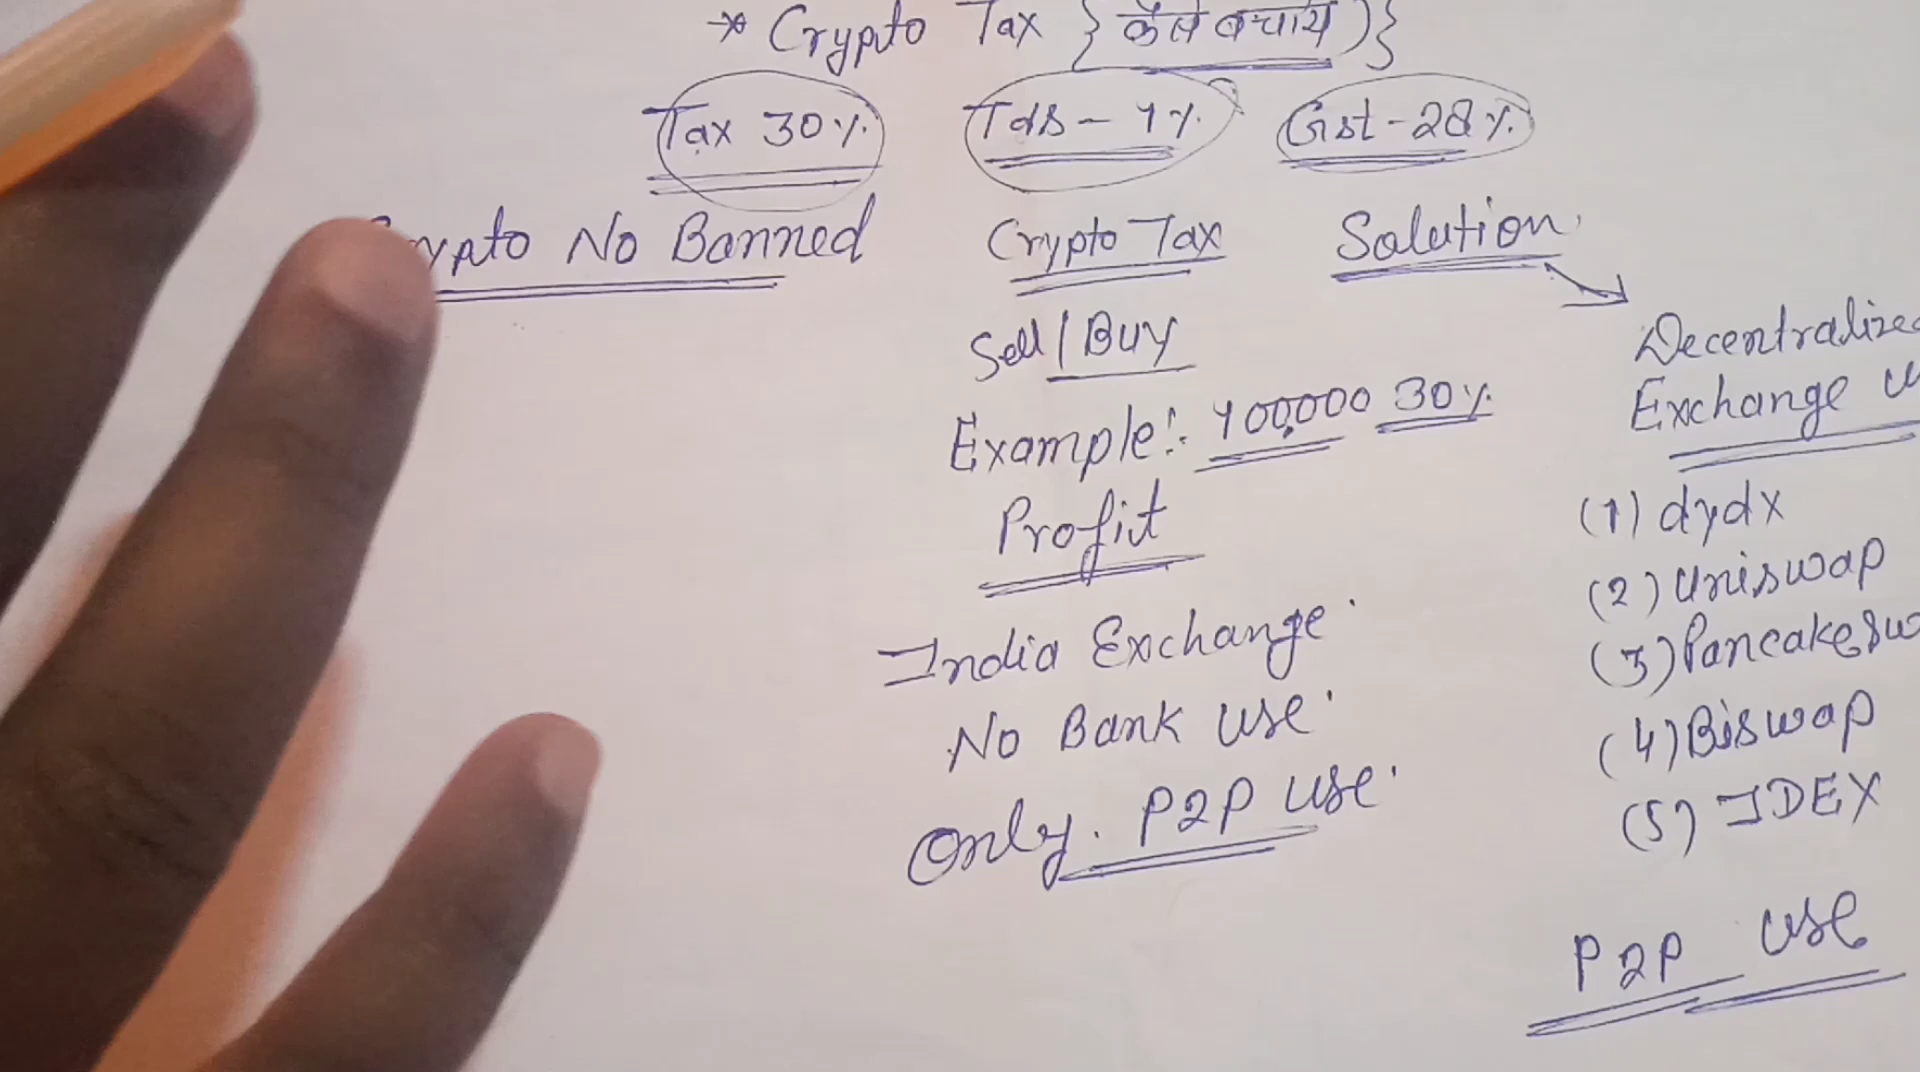 * Crypto Tax {कैसे बचाये)}
Tax 30% Tds - 1% Gst - 28%
Crypto No Banned
Crypto Tax
Sell / Buy
Example:- 100,000 30%
Profit
India Exchange
No Bank Use
Only. P2P Use
Solution
Decentralized
Exchange
(1) dydx
(2) Uniswap
(3) Pancakesw
(4) Biswap
(5) IDEX
P2P Use